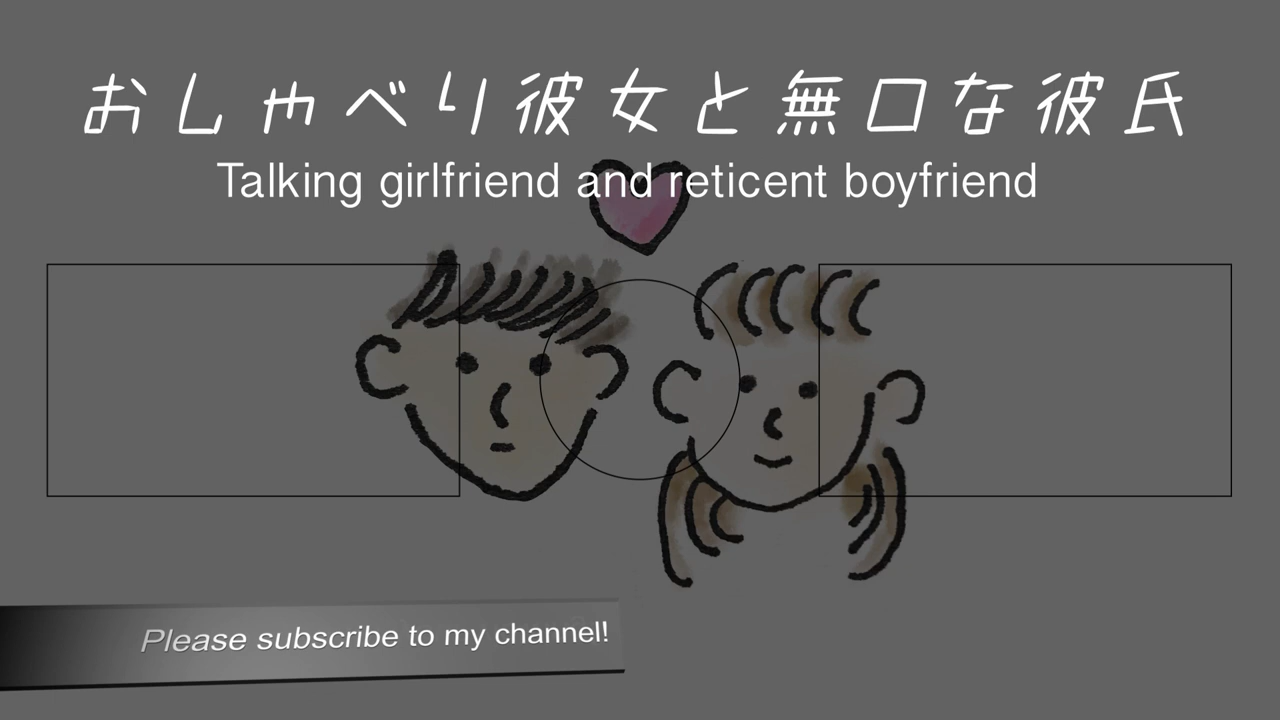 おしゃべり彼女と無口な彼氏
Talking girlfriend and reticent boyfriend
Please subscribe to my channel!